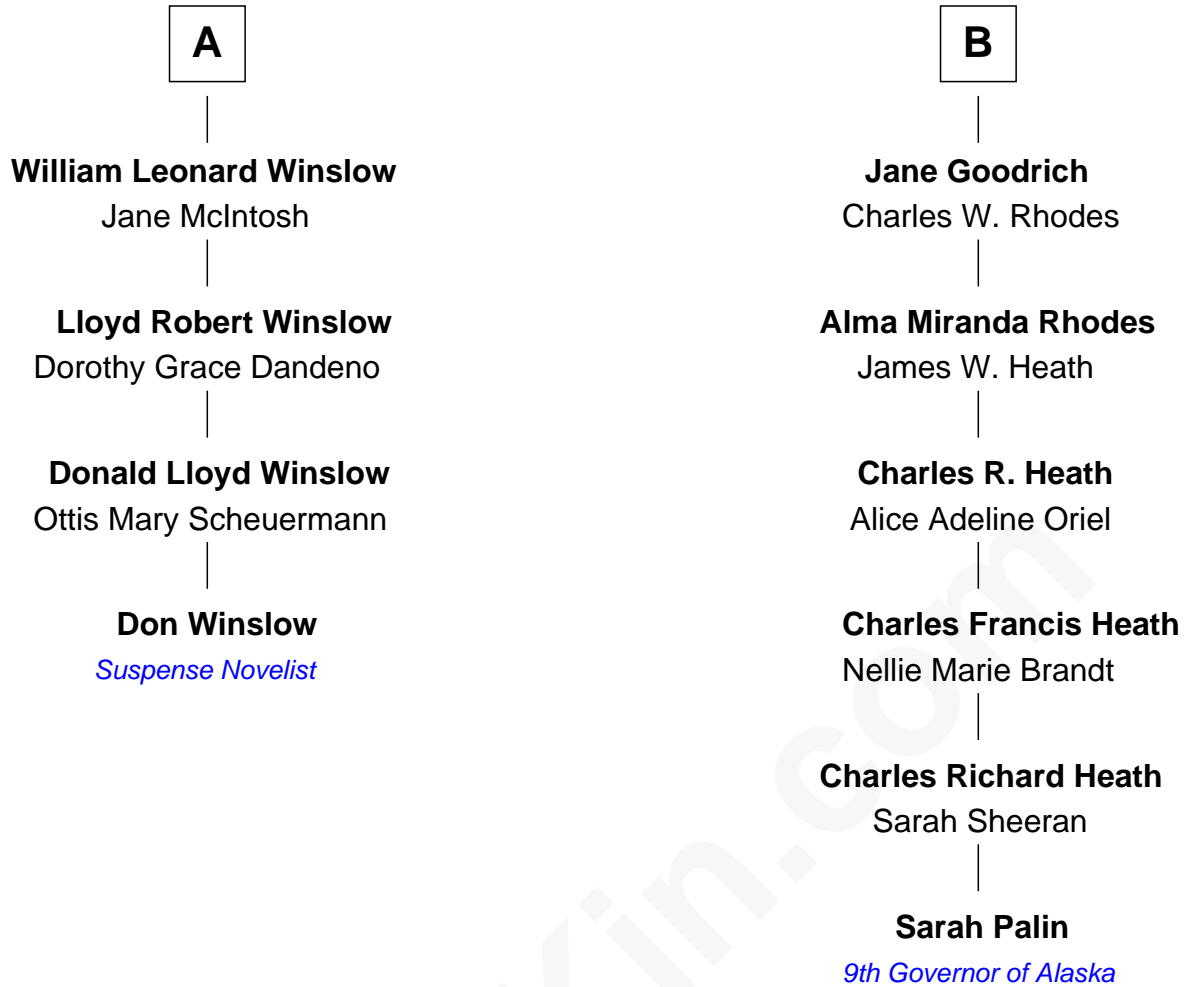 A
William Leonard Winslow
Jane McIntosh
Lloyd Robert Winslow
Dorothy Grace Dandeno
Donald Lloyd Winslow
Ottis Mary Scheuermann
Don Winslow
Suspense Novelist
B
Jane Goodrich
Charles W. Rhodes
Alma Miranda Rhodes
James W. Heath
Charles R. Heath
Alice Adeline Oriel
Charles Francis Heath
Nellie Marie Brandt
Charles Richard Heath
Sarah Sheeran
Sarah Palin
9th Governor of Alaska
Kin.com